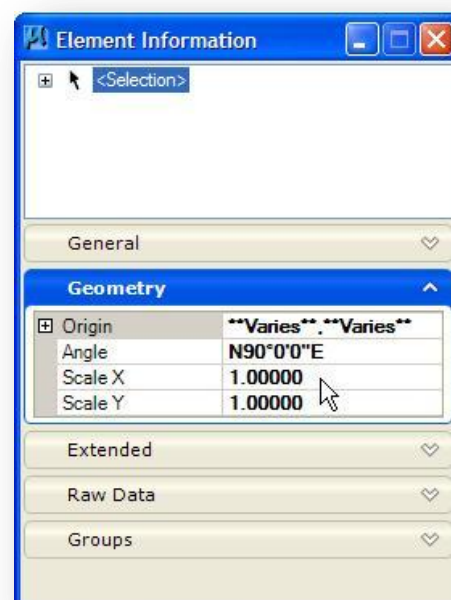 Element Information
<Selection>
General
Geometry
Origin **Varies**,**Varies**
Angle N90°0'0"E
Scale X 1.00000
Scale Y 1.00000
Extended
Raw Data
Groups